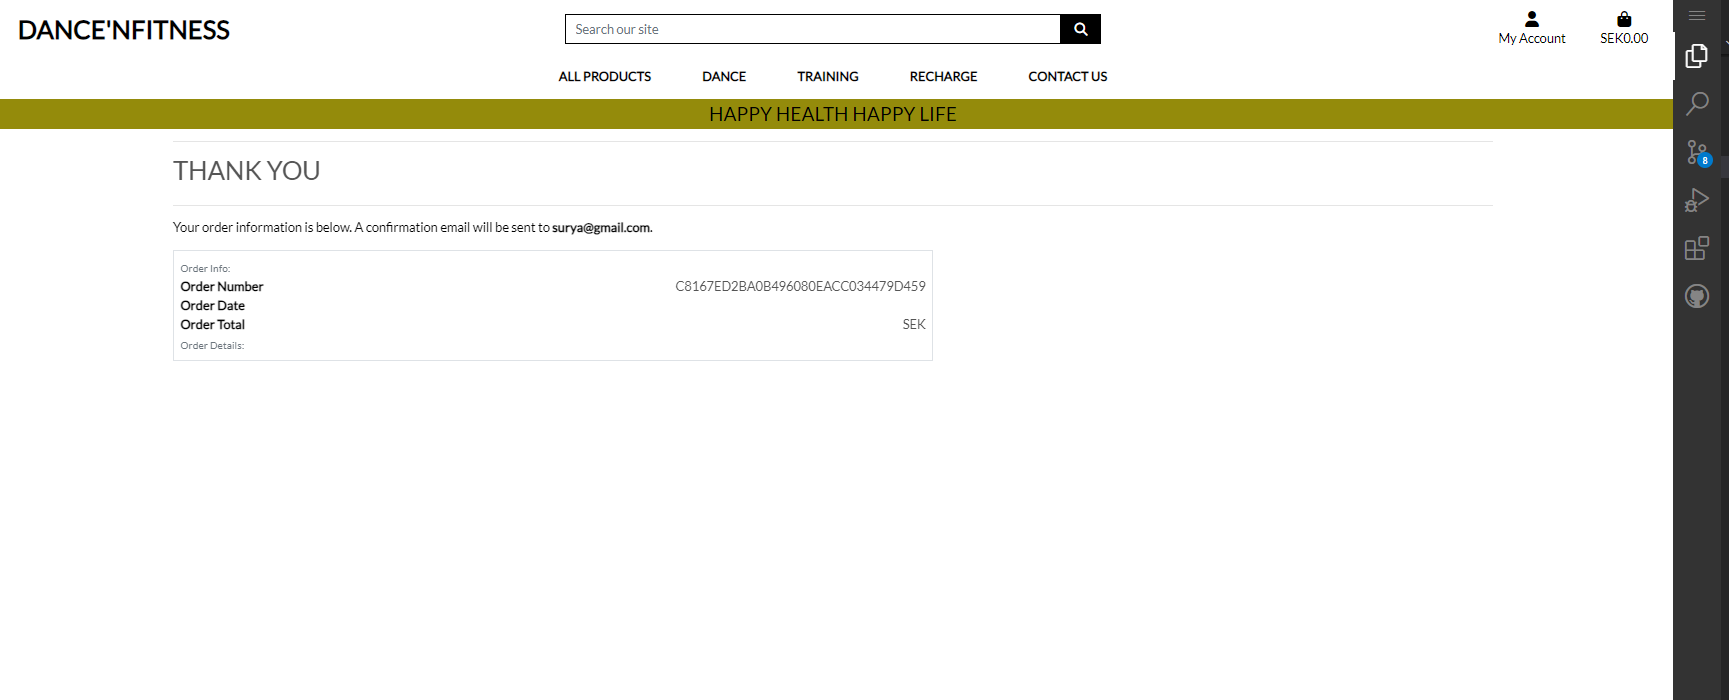 DANCE'NFITNESS
Search our site
My Account
SEK0.00
ALL PRODUCTS DANCE TRAINING RECHARGE CONTACT US
HAPPY HEALTH HAPPY LIFE
THANK YOU
Your order information is below. A confirmation email will be sent to surya@gmail.com.
Order Info:
Order Number C8167ED2BA0B496080EACC034479D459
Order Date
Order Total SEK
Order Details:
8